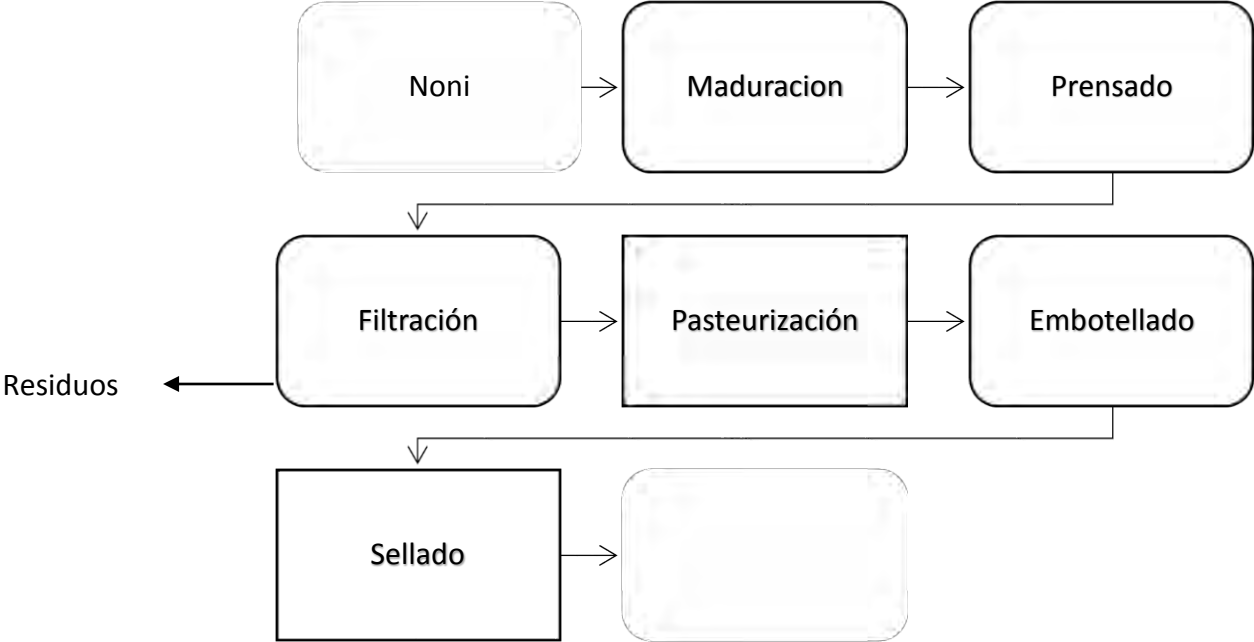 Noni
Maduracion
Prensado
Filtración
Pasteurización
Embotellado
Residuos
Sellado